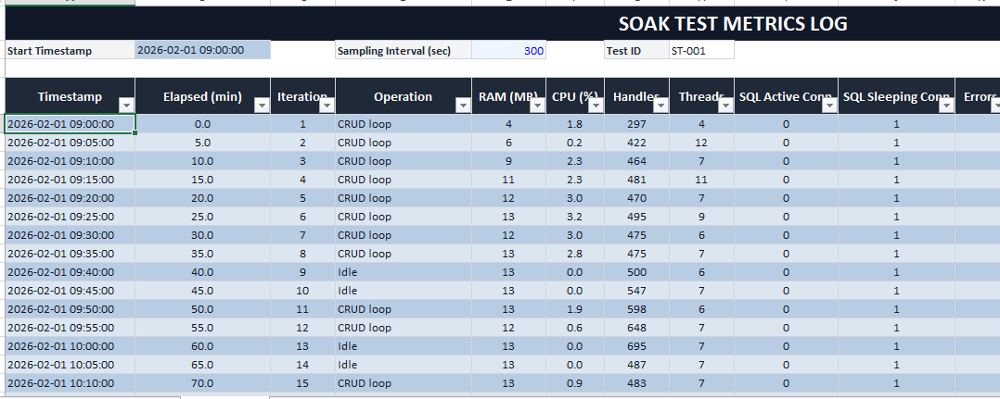 SOAK TEST METRICS LOG
Start Timestamp 2026-02-01 09:00:00 Sampling Interval (sec) 300 Test ID ST-001
Timestamp Elapsed (min) Iteration Operation RAM (MB) CPU (%) Handles Threads SQL Active Conn SQL Sleeping Conn Errors
2026-02-01 09:00:00 0.0 1 CRUD loop 4 1.8 297 4 0 1
2026-02-01 09:05:00 5.0 2 CRUD loop 6 0.2 422 12 0 1
2026-02-01 09:10:00 10.0 3 CRUD loop 9 2.3 464 7 0 1
2026-02-01 09:15:00 15.0 4 CRUD loop 11 2.3 481 11 0 1
2026-02-01 09:20:00 20.0 5 CRUD loop 12 3.0 470 7 0 1
2026-02-01 09:25:00 25.0 6 CRUD loop 13 3.2 495 9 0 1
2026-02-01 09:30:00 30.0 7 CRUD loop 12 3.0 475 6 0 1
2026-02-01 09:35:00 35.0 8 CRUD loop 13 2.8 475 7 0 1
2026-02-01 09:40:00 40.0 9 Idle 13 0.0 500 6 0 1
2026-02-01 09:45:00 45.0 10 Idle 13 0.0 547 7 0 1
2026-02-01 09:50:00 50.0 11 CRUD loop 13 1.9 598 6 0 1
2026-02-01 09:55:00 55.0 12 CRUD loop 12 0.6 648 7 0 1
2026-02-01 10:00:00 60.0 13 Idle 13 0.0 695 7 0 1
2026-02-01 10:05:00 65.0 14 Idle 13 0.0 487 7 0 1
2026-02-01 10:10:00 70.0 15 CRUD loop 13 0.9 483 7 0 1